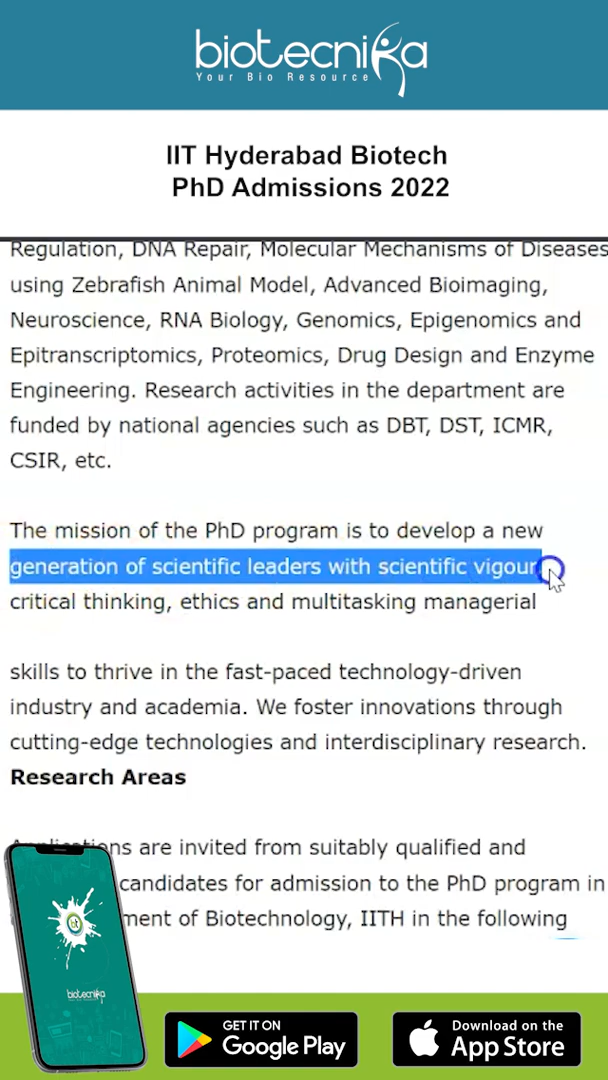 biotecnika
Your Bio Resource
IIT Hyderabad Biotech
PhD Admissions 2022
Regulation, DNA Repair, Molecular Mechanisms of Diseases
using Zebrafish Animal Model, Advanced Bioimaging,
Neuroscience, RNA Biology, Genomics, Epigenomics and
Epitranscriptomics, Proteomics, Drug Design and Enzyme
Engineering. Research activities in the department are
funded by national agencies such as DBT, DST, ICMR,
CSIR, etc.
The mission of the PhD program is to develop a new
generation of scientific leaders with scientific vigour
critical thinking, ethics and multitasking managerial
skills to thrive in the fast-paced technology-driven
industry and academia. We foster innovations through
cutting-edge technologies and interdisciplinary research.
Research Areas
Applications are invited from suitably qualified and
candidates for admission to the PhD program in
ment of Biotechnology, IITH in the following
bt
biotecnika
GET IT ON
Google Play
Download on the
App Store